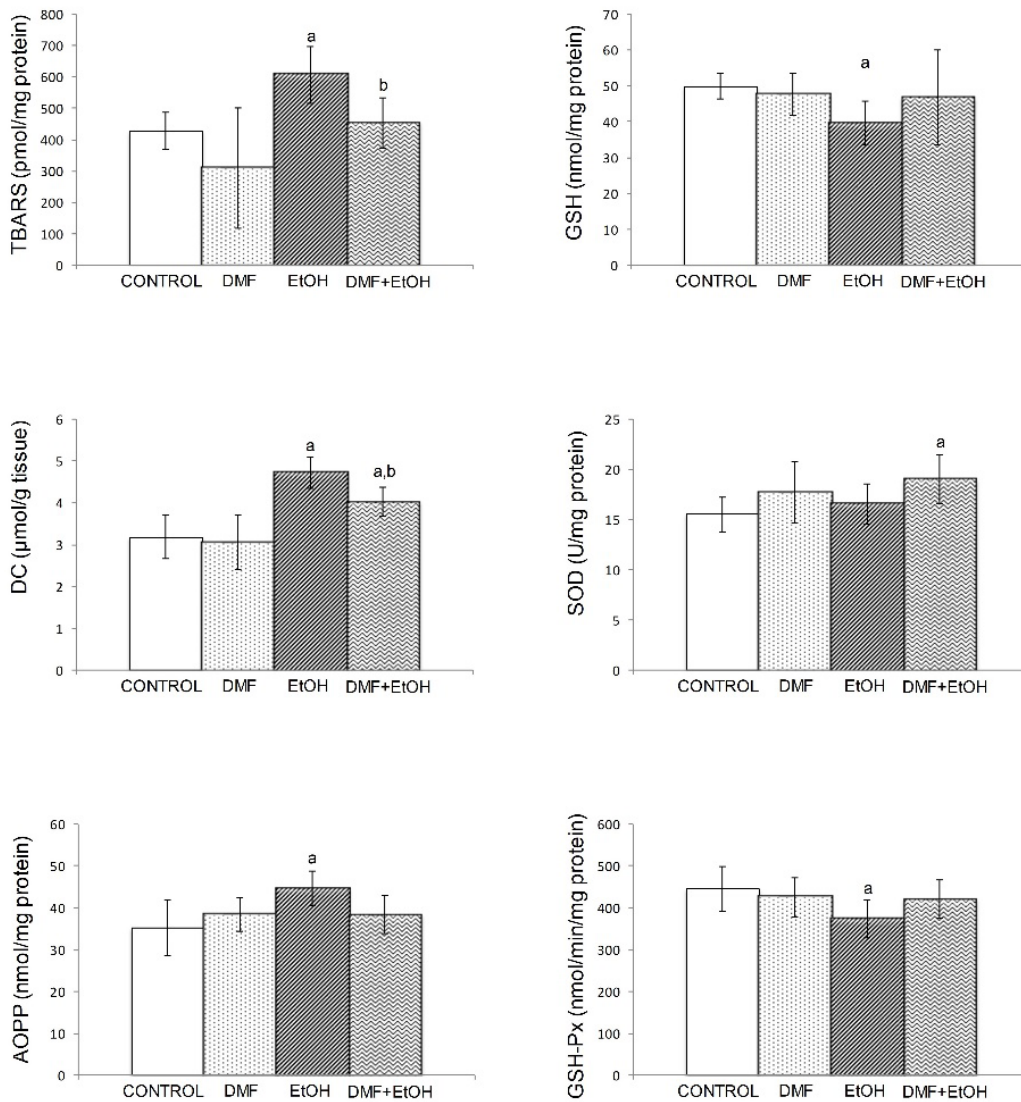 TBARS (pmol/mg protein)
800
700
600
500
400
300
200
100
0
a
b
CONTROL DMF EtOH DMF+EtOH
GSH (nmol/mg protein)
70
60
50
40
30
20
10
0
a
CONTROL DMF EtOH DMF+EtOH
DC (µmol/g tissue)
6
5
4
3
2
1
0
a
a,b
CONTROL DMF EtOH DMF+EtOH
SOD (U/mg protein)
25
20
15
10
5
0
a
CONTROL DMF EtOH DMF+EtOH
AOPP (nmol/mg protein)
60
50
40
30
20
10
0
a
CONTROL DMF EtOH DMF+EtOH
GSH-Px (nmol/min/mg protein)
600
500
400
300
200
100
0
a
CONTROL DMF EtOH DMF+EtOH